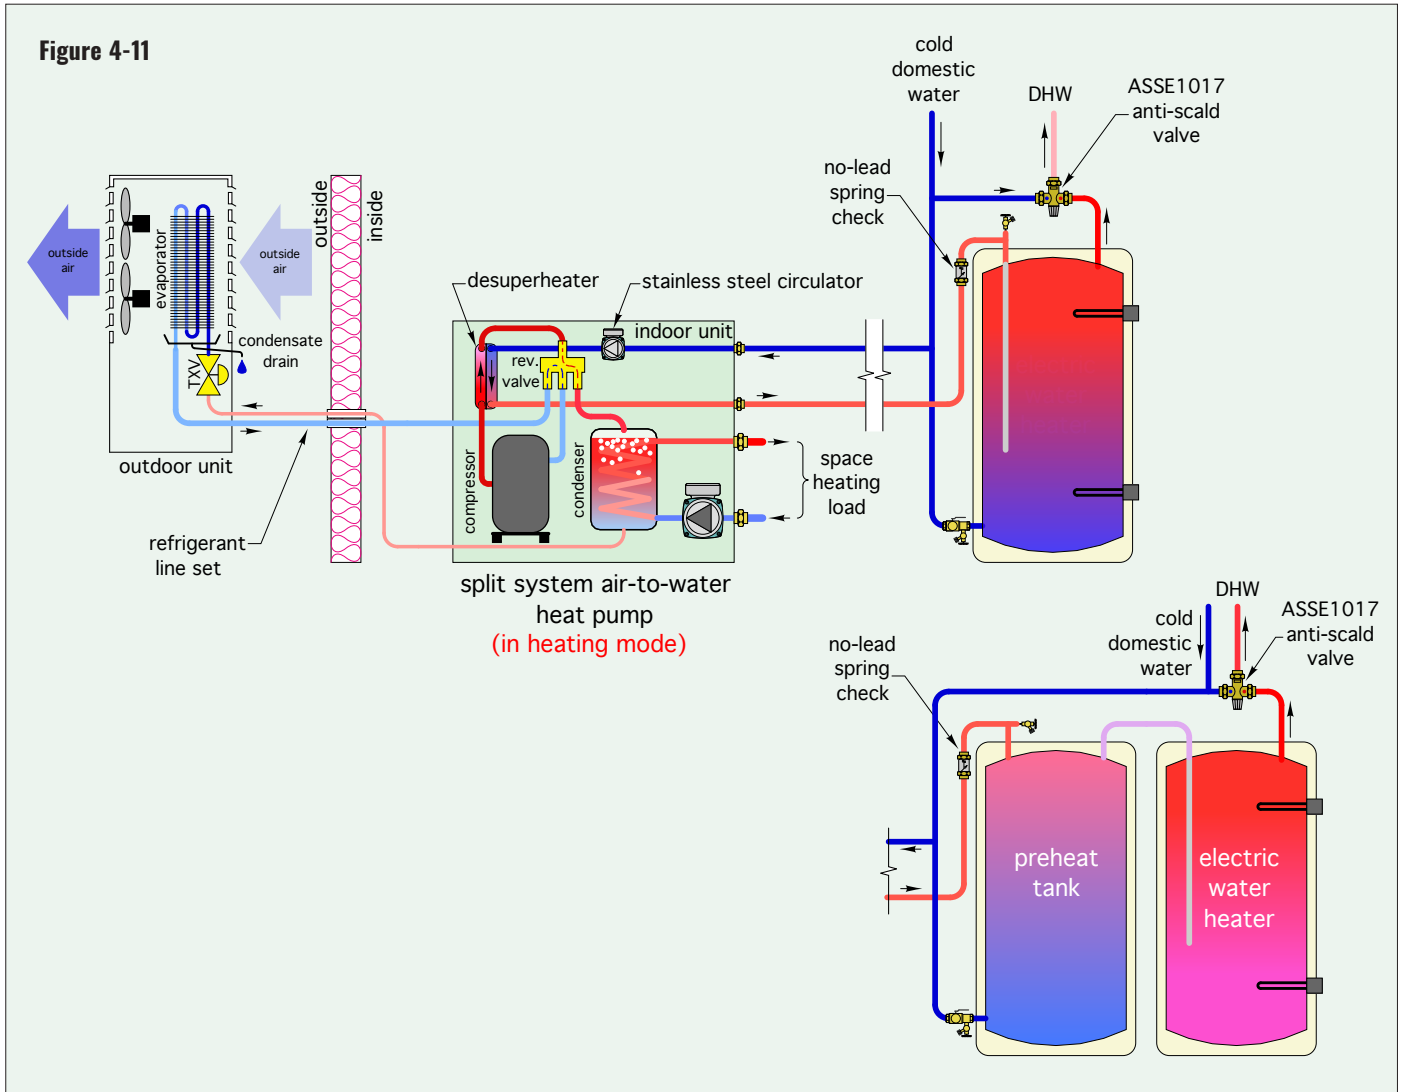 Figure 4-11
cold
domestic
water
DHW
ASSE1017
anti-scald
valve
no-lead
spring
check
outside
inside
outside
air
evaporator
outside
air
condensate
drain
TXV
outdoor unit
refrigerant
line set
desuperheater
stainless steel circulator
indoor unit
rev.
valve
compressor
condenser
space
heating
load
electric
water
heater
split system air-to-water
heat pump
(in heating mode)
DHW
cold
domestic
water
ASSE1017
anti-scald
valve
no-lead
spring
check
preheat
tank
electric
water
heater